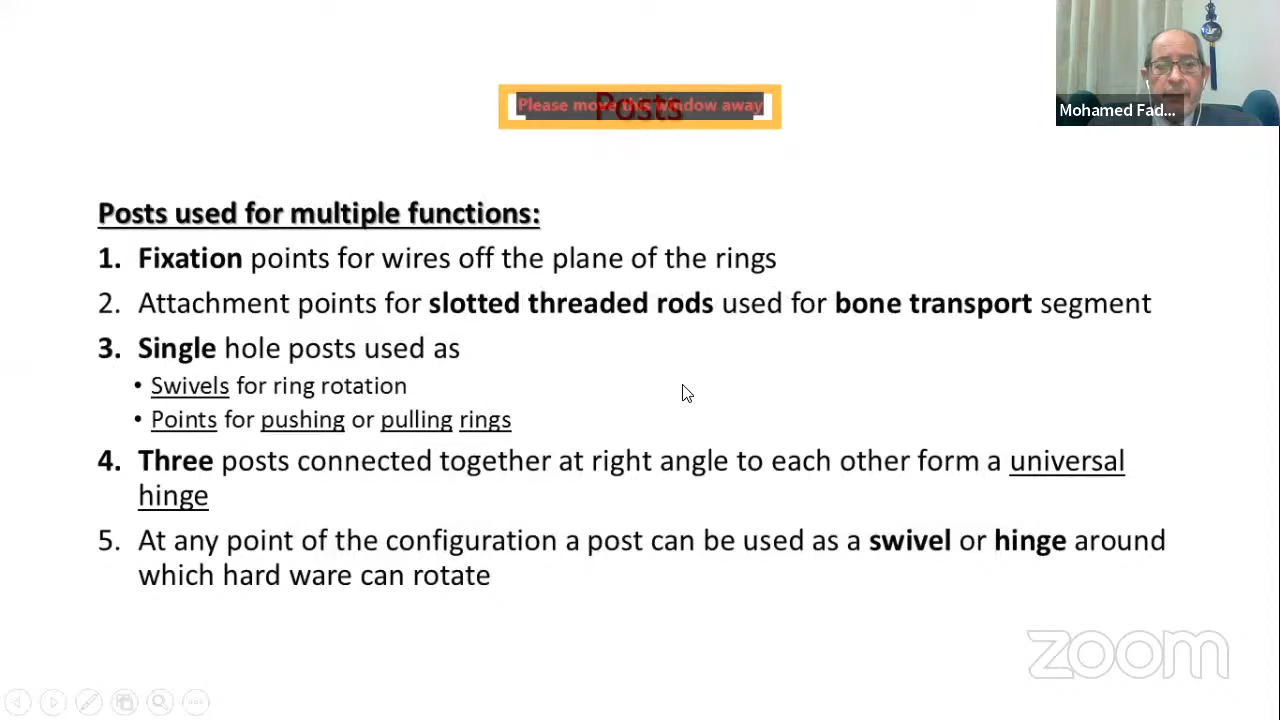 Please move this window away
Posts
Mohamed Fad...
Posts used for multiple functions:
1. Fixation points for wires off the plane of the rings
2. Attachment points for slotted threaded rods used for bone transport segment
3. Single hole posts used as
• Swivels for ring rotation
• Points for pushing or pulling rings
4. Three posts connected together at right angle to each other form a universal
hinge
5. At any point of the configuration a post can be used as a swivel or hinge around
which hard ware can rotate
zoom